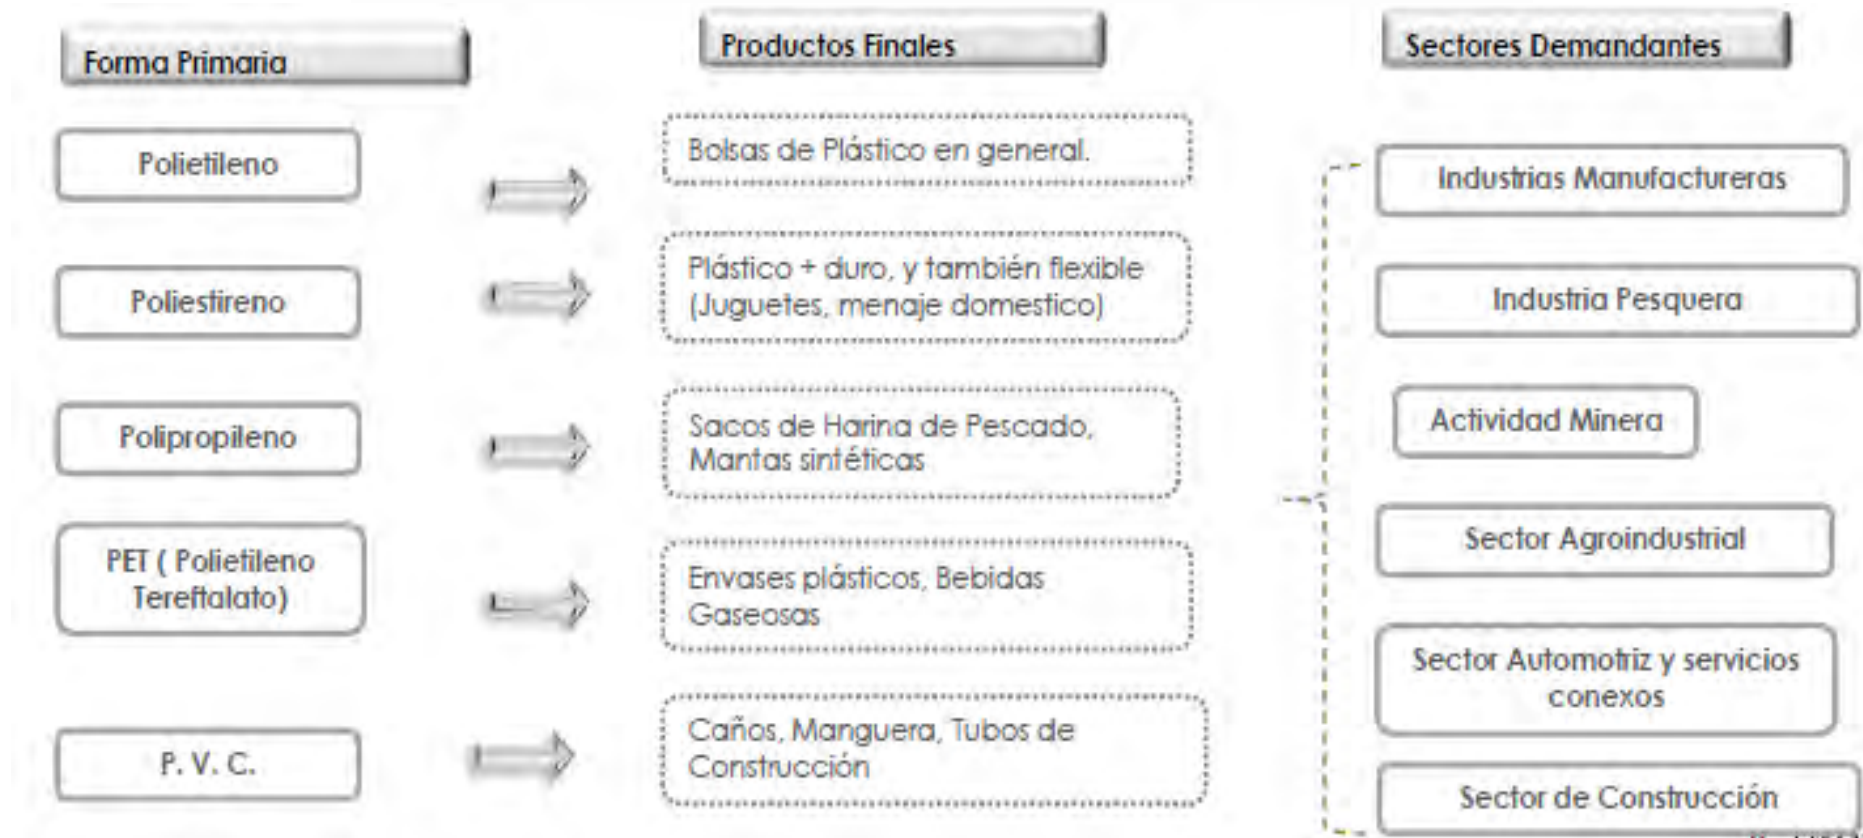 Forma Primaria
Productos Finales
Sectores Demandantes
Polietileno
Bolsas de Plástico en general.
Industrias Manufactureras
Poliestireno
Plástico + duro, y también flexible
(Juguetes, menaje domestico)
Industria Pesquera
Polipropileno
Sacos de Harina de Pescado,
Mantas sintéticas
Actividad Minera
PET ( Polietileno
Tereftalato)
Envases plásticos, Bebidas
Gaseosas
Sector Agroindustrial
Sector Automotriz y servicios
conexos
P. V. C.
Caños, Manguera, Tubos de
Construcción
Sector de Construcción